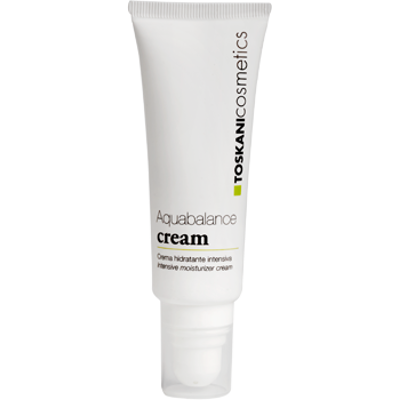 TOSKANIcosmetics
Aquabalance
cream
Crema hidratante intensiva
intensive moisturizer cream